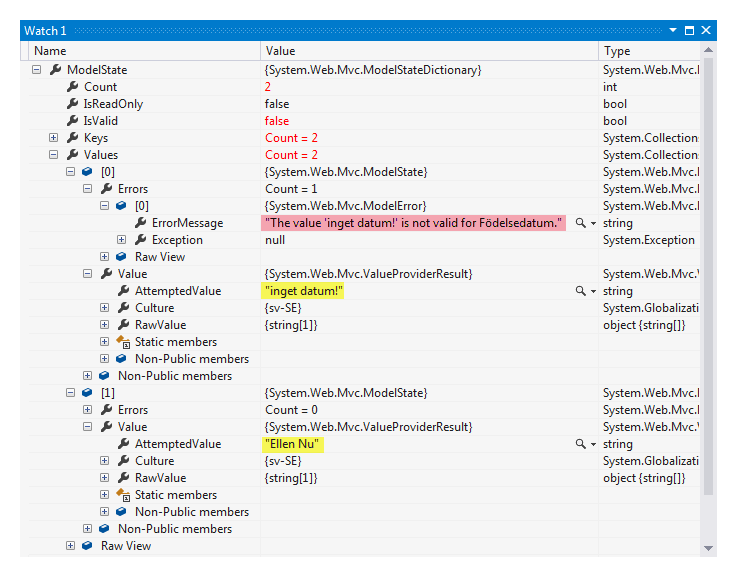 Watch 1
Name Value Type
ModelState {System.Web.Mvc.ModelStateDictionary} System.Web.Mvc.
Count 2 int
IsReadOnly false bool
IsValid false bool
Keys Count = 2 System.Collection
Values Count = 2 System.Collection
[0] {System.Web.Mvc.ModelState} System.Web.Mvc.
Errors Count = 1 System.Web.Mvc.
[0] {System.Web.Mvc.ModelError} System.Web.Mvc.
ErrorMessage "The value 'inget datum!' is not valid for Födelsedatum." string
Exception null System.Exception
Raw View
Value {System.Web.Mvc.ValueProviderResult} System.Web.Mvc.
AttemptedValue "inget datum!" string
Culture {sv-SE} System.Globalizati
RawValue {string[1]} object {string[]}
Static members
Non-Public members
Non-Public members
[1] {System.Web.Mvc.ModelState} System.Web.Mvc.
Errors Count = 0 System.Web.Mvc.
Value {System.Web.Mvc.ValueProviderResult} System.Web.Mvc.
AttemptedValue "Ellen Nu" string
Culture {sv-SE} System.Globalizati
RawValue {string[1]} object {string[]}
Static members
Non-Public members
Non-Public members
Raw View